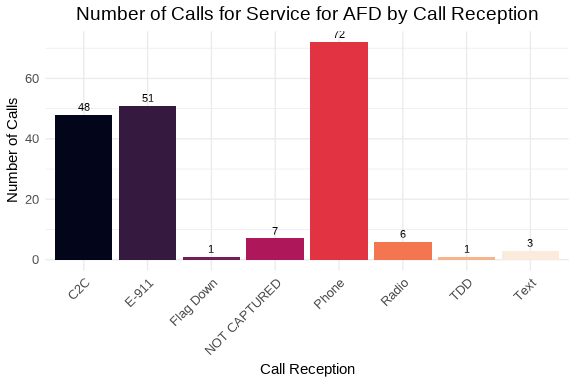 Number of Calls for Service for AFD by Call Reception
Number of Calls
60
40
20
0
48
51
1
7
72
6
1
3
C2C
E-911
Flag Down
NOT CAPTURED
Phone
Radio
TDD
Text
Call Reception